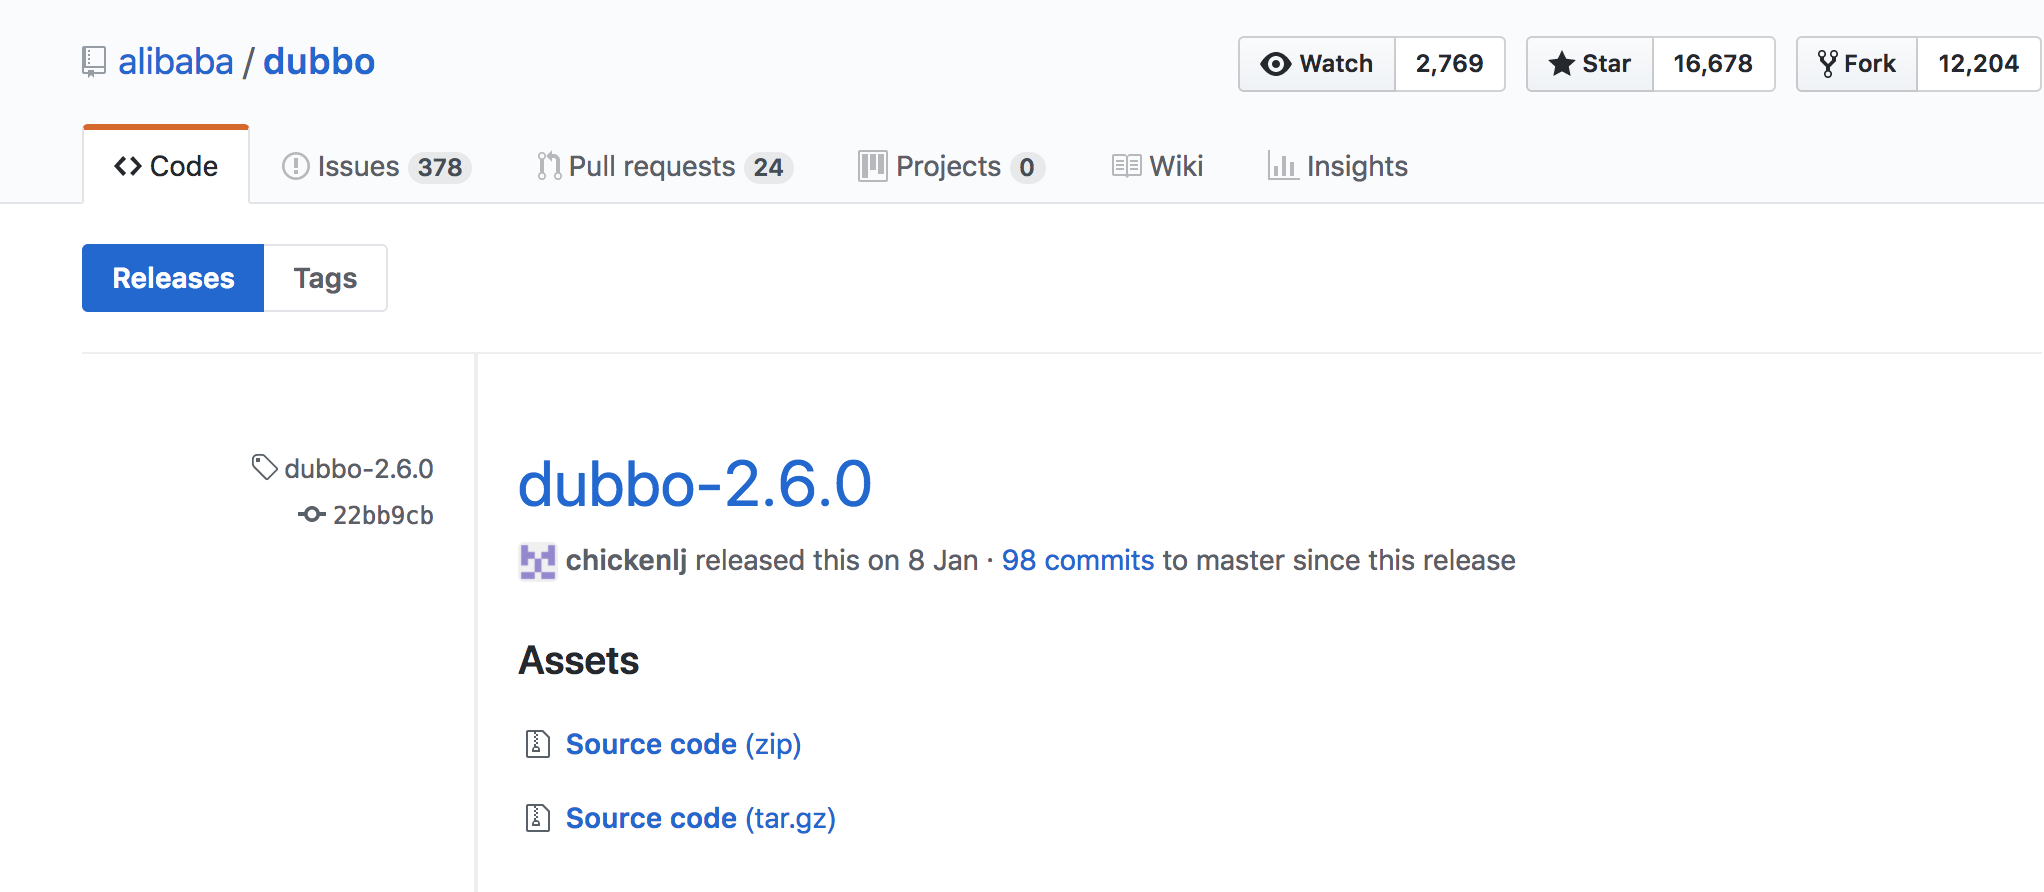 alibaba / dubbo
Watch 2,769 Star 16,678 Fork 12,204
Code Issues 378 Pull requests 24 Projects 0 Wiki Insights
Releases Tags
dubbo-2.6.0
22bb9cb
dubbo-2.6.0
chickenlj released this on 8 Jan · 98 commits to master since this release
Assets
Source code (zip)
Source code (tar.gz)